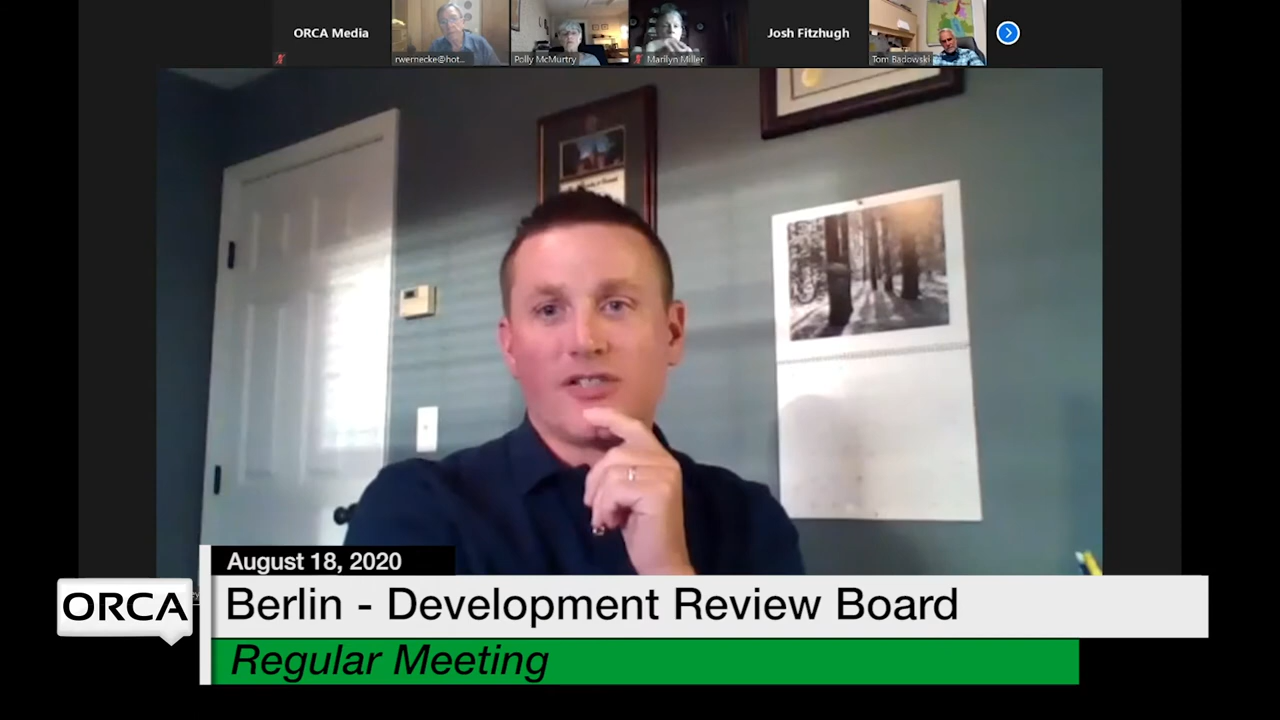 ORCA Media
rwernecke@hot...
Polly McMurtry
Marilyn Miller
Josh Fitzhugh
Tom Badowski
August 18, 2020
ORCA
Berlin - Development Review Board
Regular Meeting